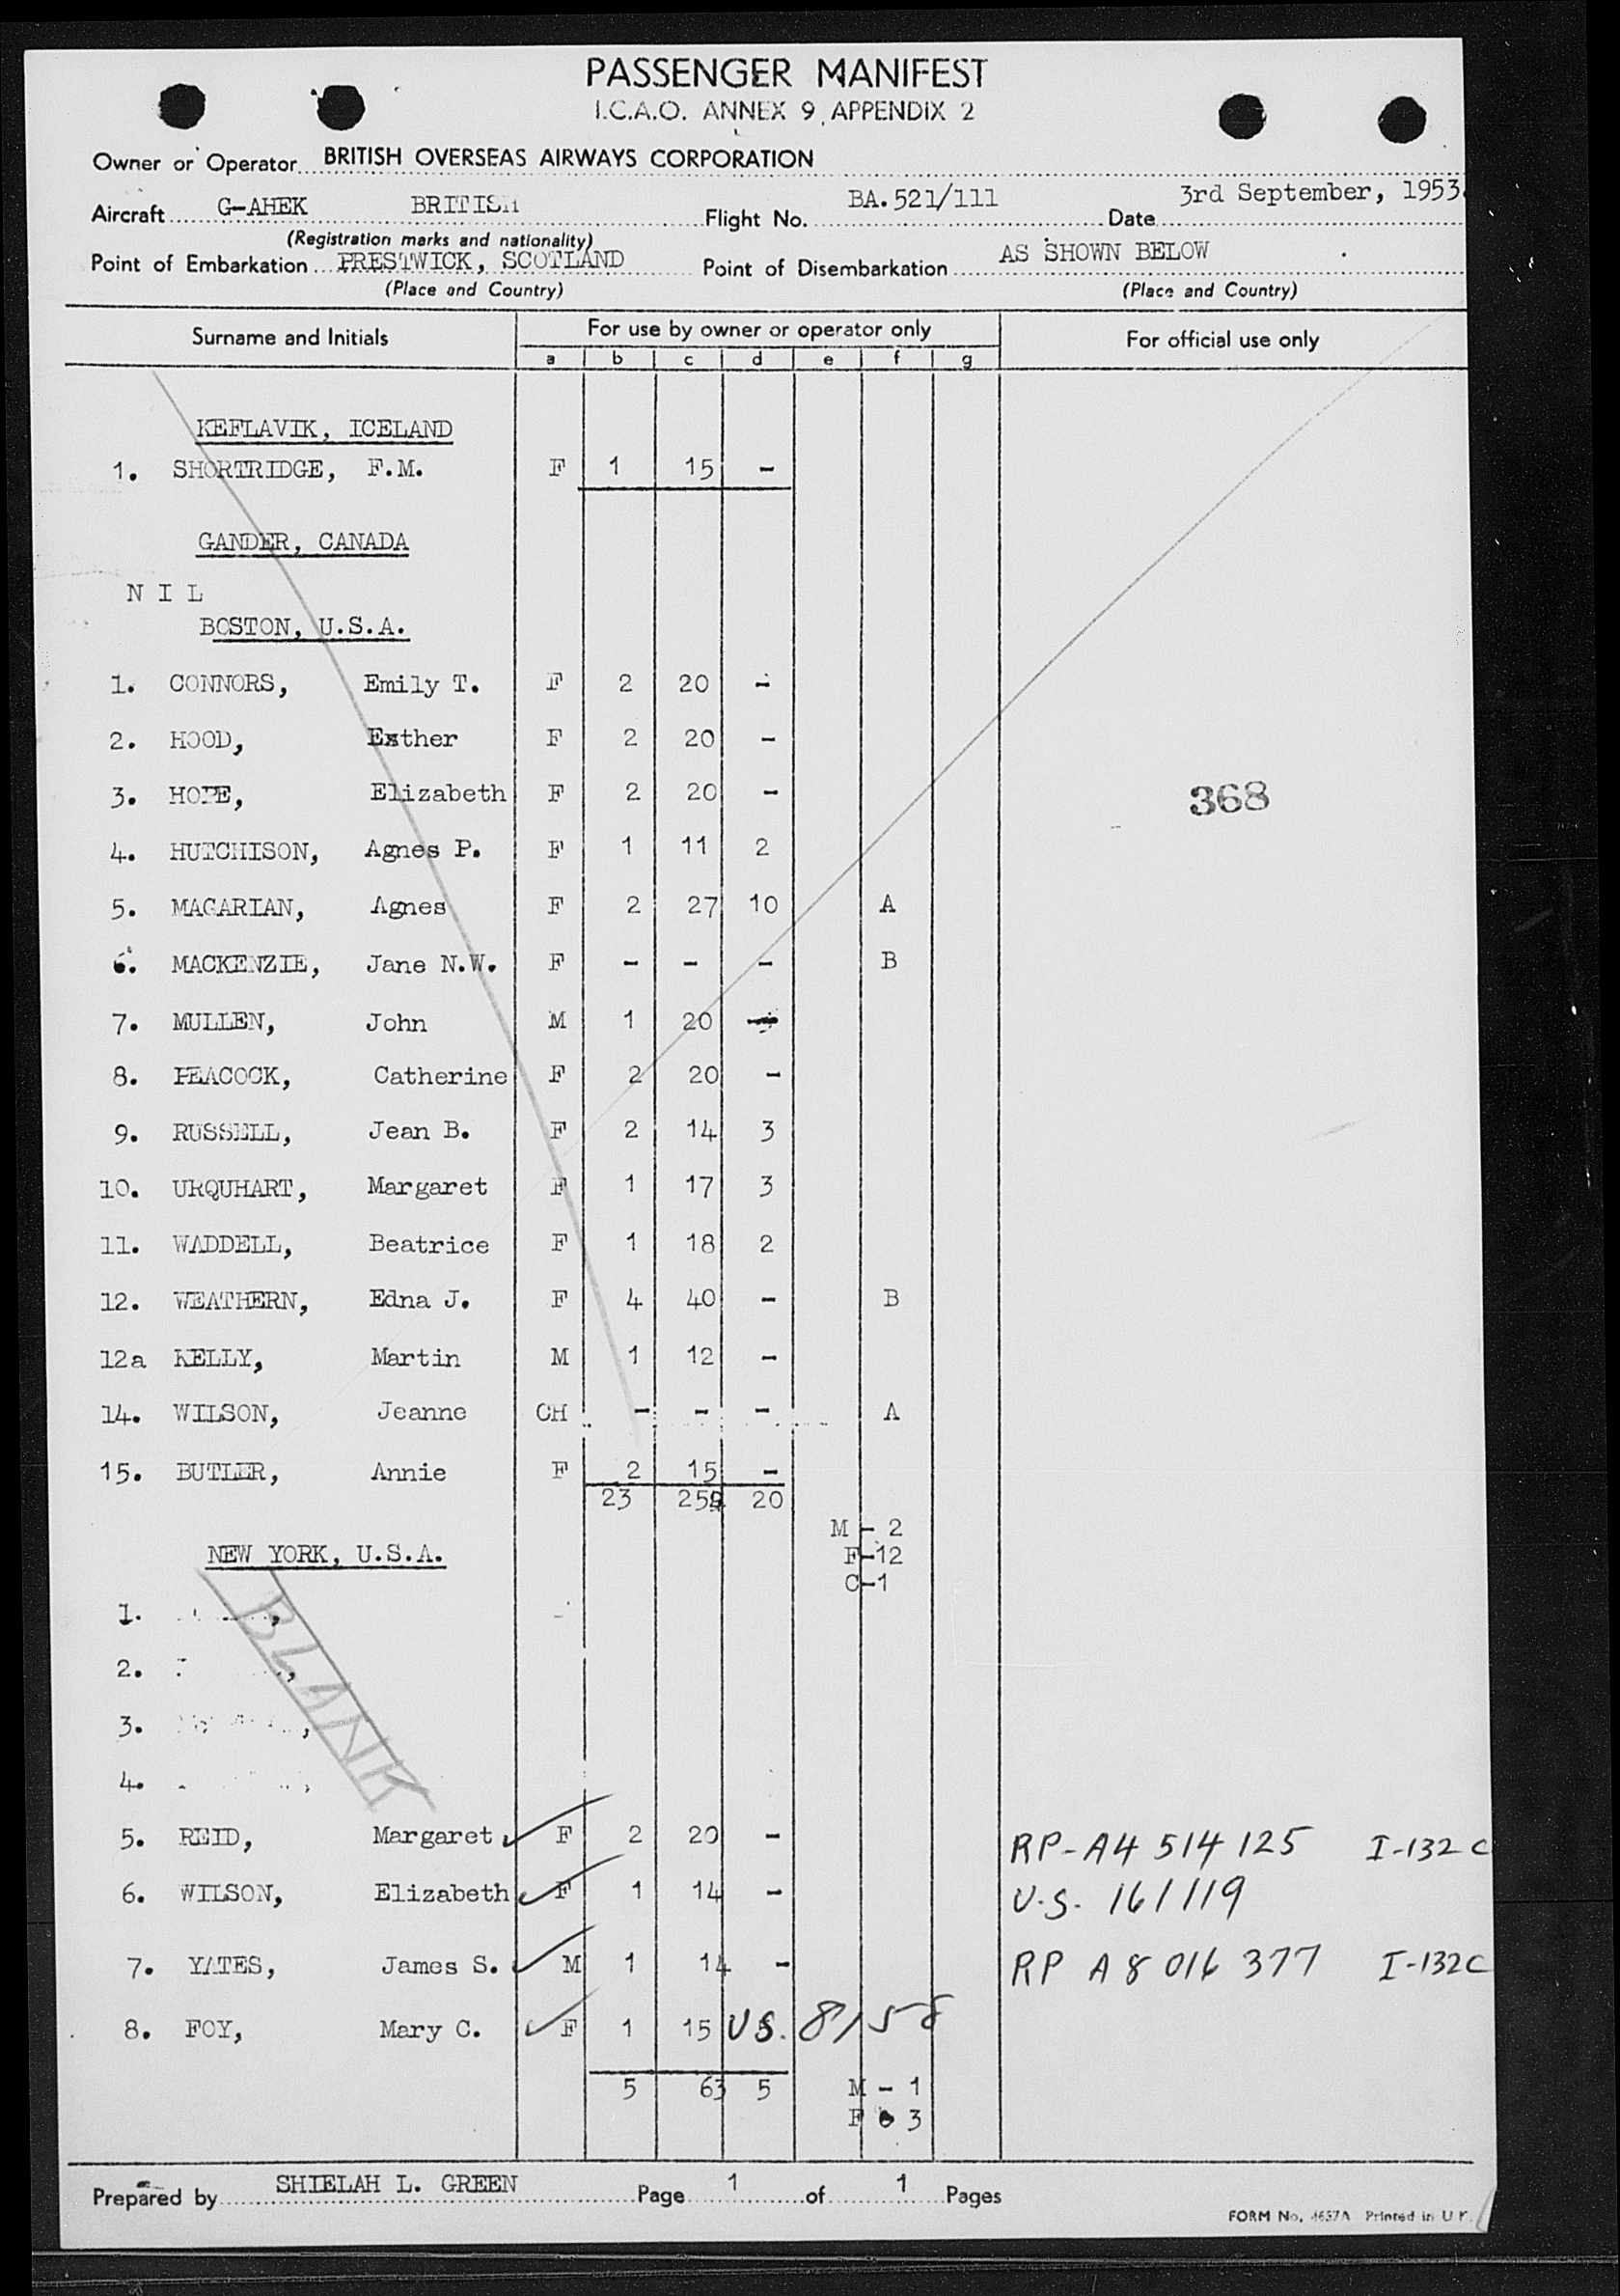 PASSENGER MANIFEST
I.C.A.O. ANNEX 9, APPENDIX 2
Owner or Operator BRITISH OVERSEAS AIRWAYS CORPORATION
Aircraft G-AHEK BRITISH Flight No. BA.521/111 Date 3rd September, 1953.
(Registration marks and nationality)
Point of Embarkation PRESTWICK, SCOTLAND Point of Disembarkation AS SHOWN BELOW
(Place and Country) (Place and Country)
Surname and Initials For use by owner or operator only For official use only
a b c d e f g
KEFLAVIK, ICELAND
1. SHORTRIDGE, F.M. F 1 15 -
GANDER, CANADA
N I L
BOSTON, U.S.A.
1. CONNORS, Emily T. F 2 20 -
2. HOOD, Esther F 2 20 -
3. HOPE, Elizabeth F 2 20 -
368
4. HUTCHISON, Agnes P. F 1 11 2
5. MAGARIAN, Agnes F 2 27 10 A
6. MACKENZIE, Jane N.W. F - - - B
7. MULLEN, John M 1 20 -
8. PEACOCK, Catherine F 2 20 -
9. RUSSELL, Jean B. F 2 14 3
10. URQUHART, Margaret F 1 17 3
11. WADDELL, Beatrice F 1 18 2
12. WEATHERN, Edna J. F 4 40 - B
12a KELLY, Martin M 1 12 -
14. WILSON, Jeanne CH - - - A
15. BUTLER, Annie F 2 15 -
23 254 20
M - 2
NEW YORK, U.S.A. F-12
C-1
1.
BLANK
2.
3.
4.
5. REID, Margaret F 2 20 - RP-A4 514 125 I-132 C
6. WILSON, Elizabeth F 1 14 - U.S. 161119
7. YATES, James S. M 1 14 - RP A8 016 377 I-132C
8. FOY, Mary C. F 1 15 US. 8158
5 63 5 M - 1
F 3
Prepared by SHIELAH L. GREEN Page 1 of 1 Pages
FORM No. 4657A Printed in U.K.